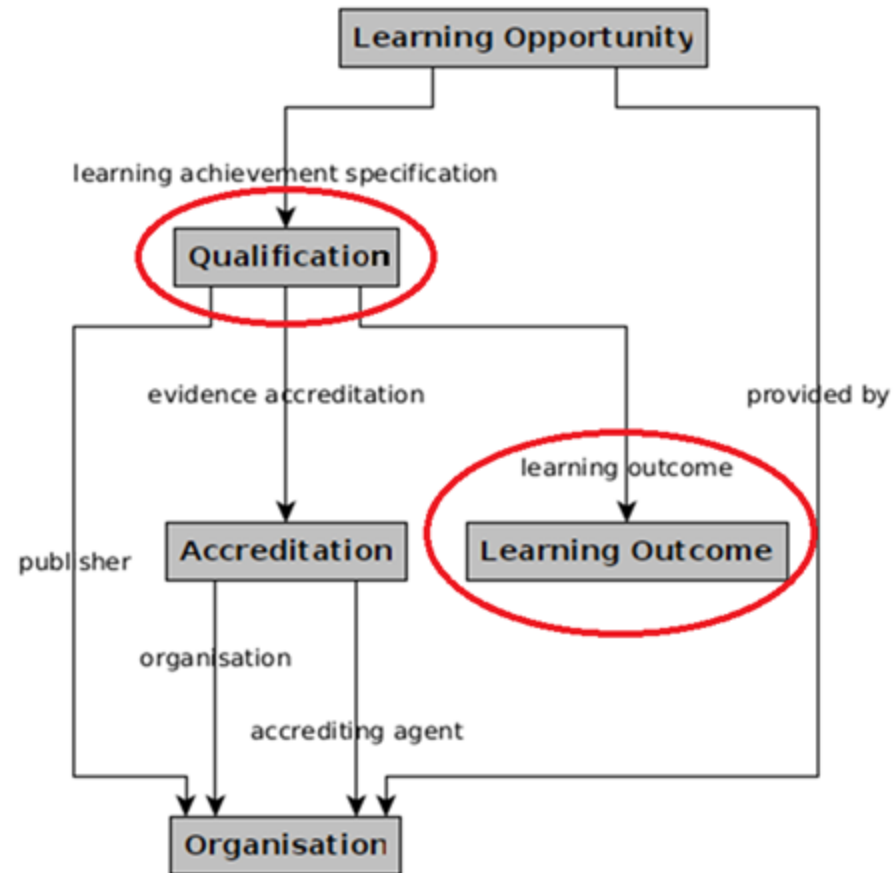 Learning Opportunity
learning achievement specification
Qualification
evidence accreditation
provided by
learning outcome
Accreditation
Learning Outcome
publisher
organisation
accrediting agent
Organisation